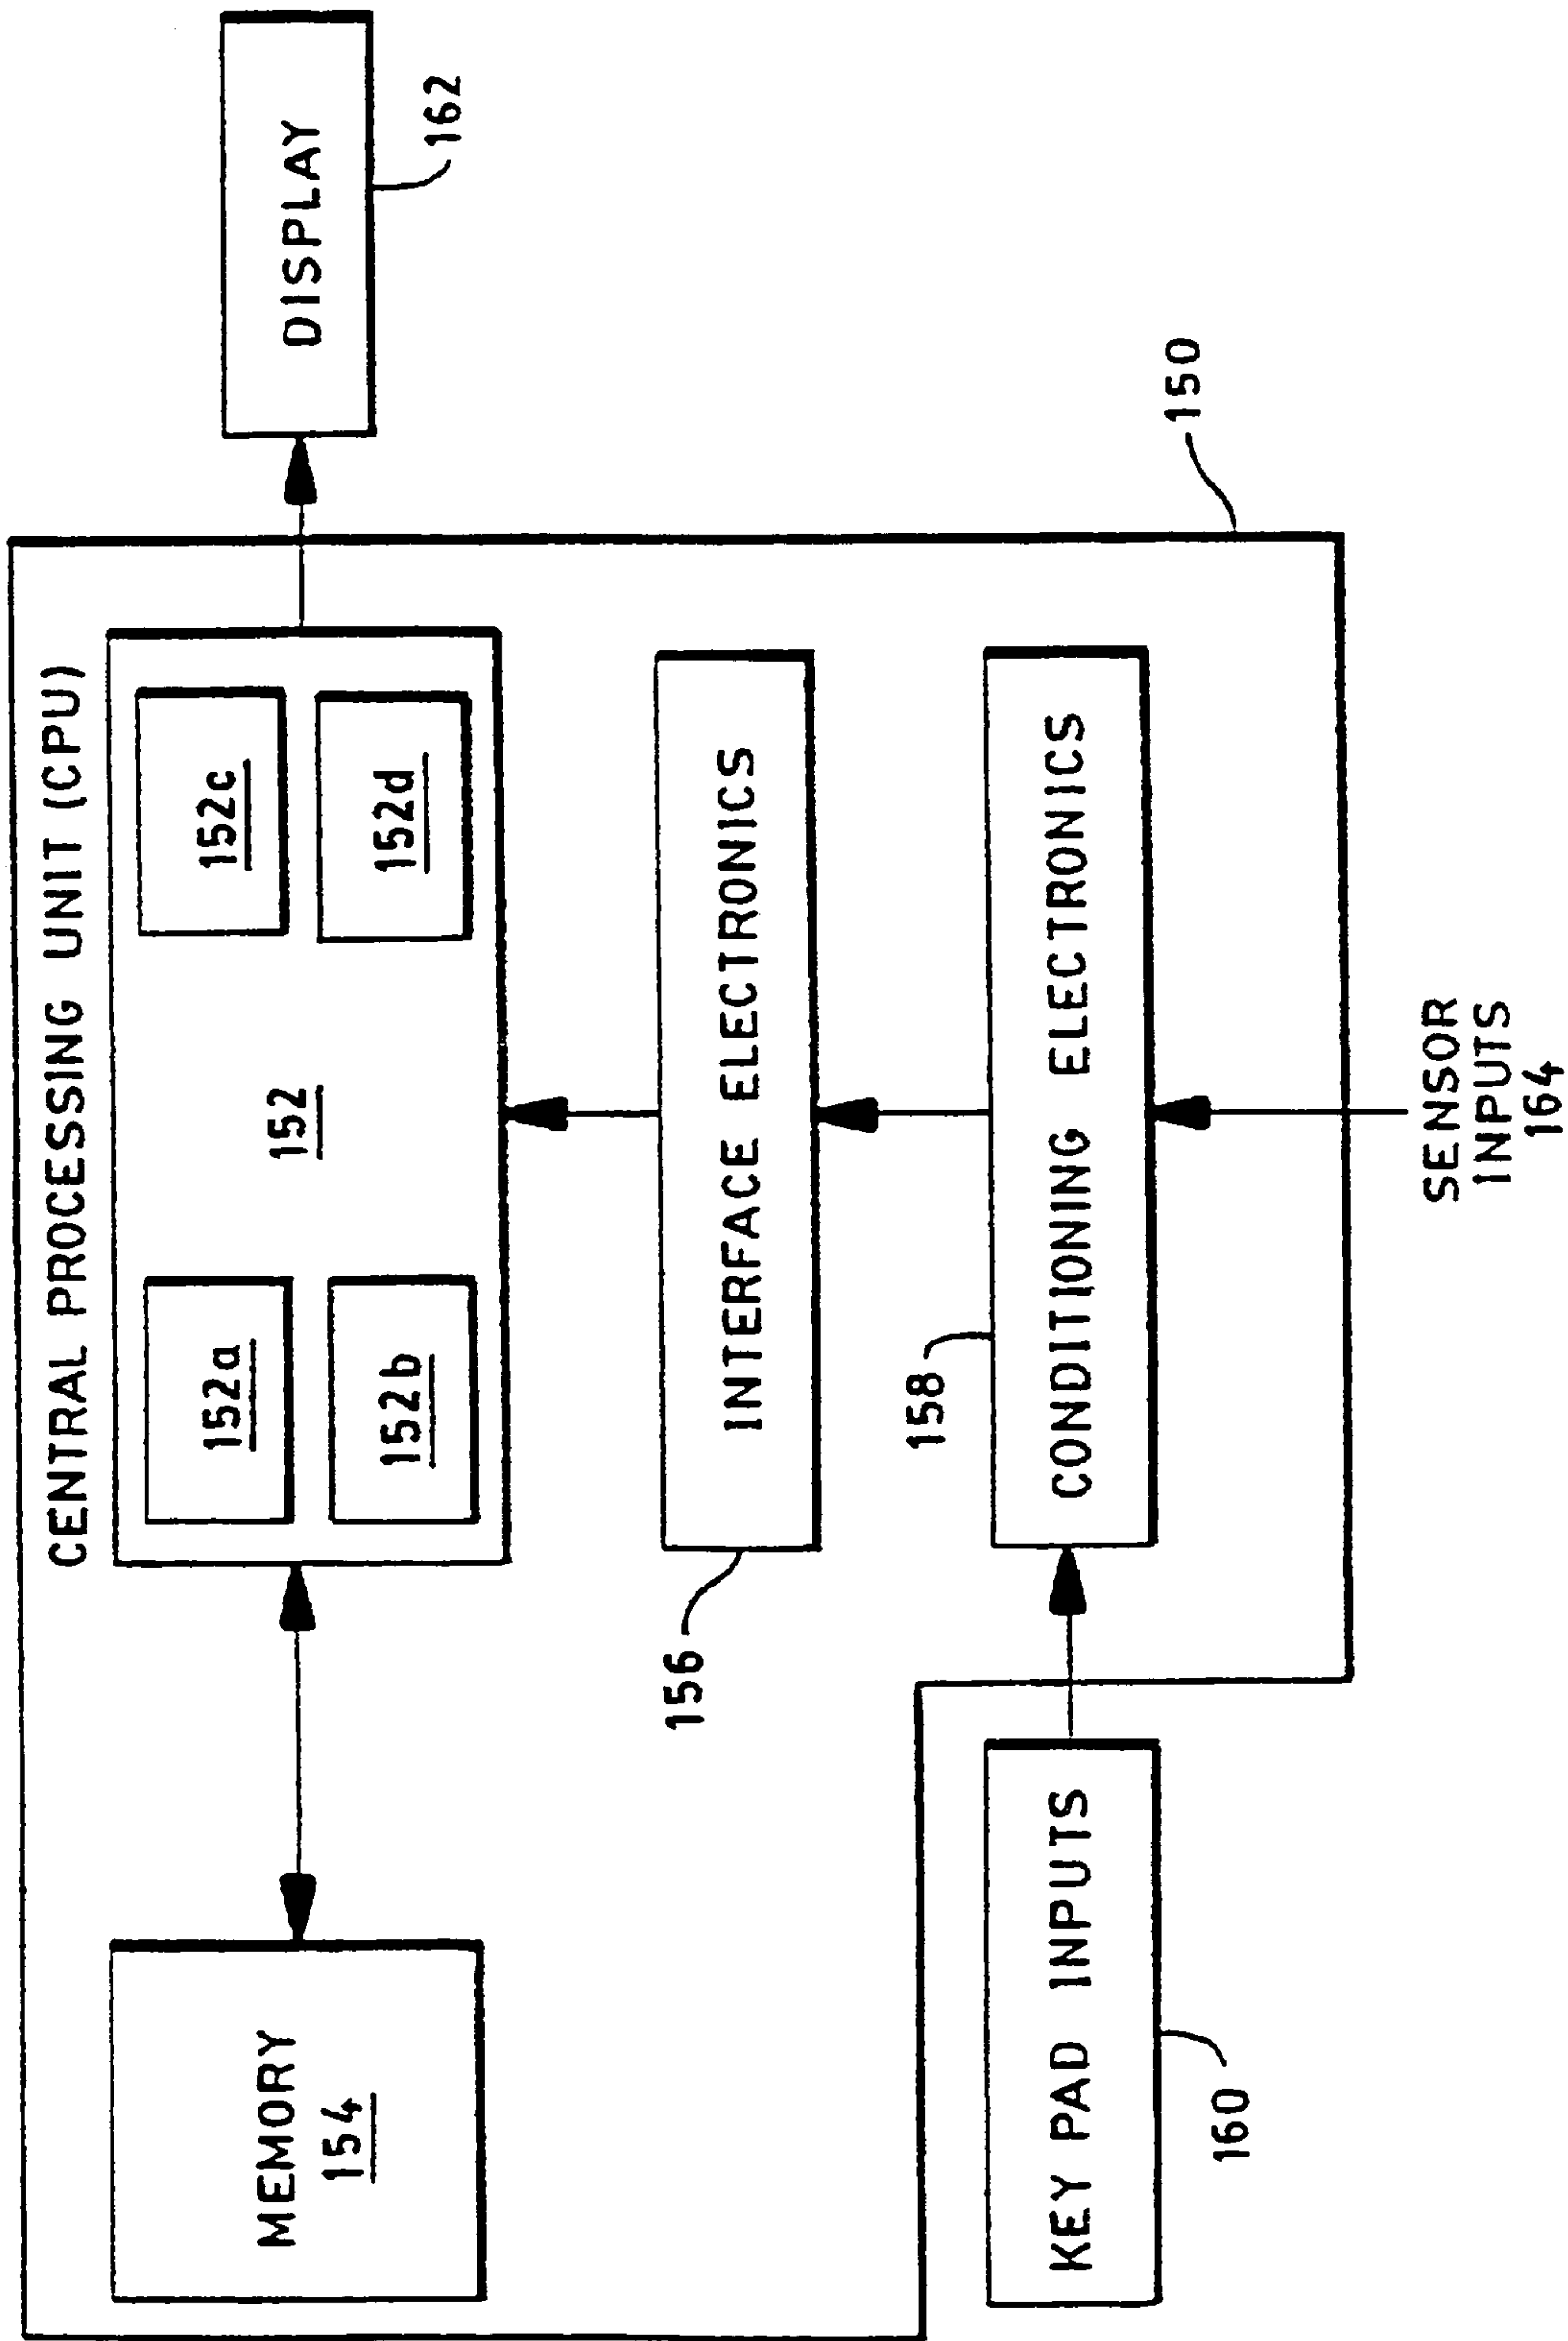 CENTRAL PROCESSING UNIT (CPU)
MEMORY
154
152a
152b
152
152c
152d
DISPLAY
162
156
INTERFACE ELECTRONICS
150
158
KEY PAD INPUTS
160
CONDITIONING ELECTRONICS
SENSOR
INPUTS
164